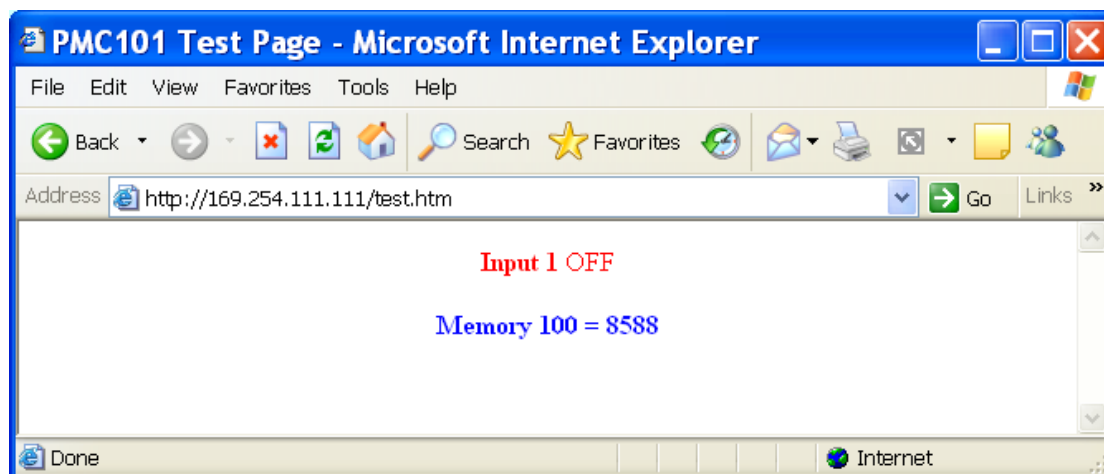 PMC101 Test Page - Microsoft Internet Explorer
File Edit View Favorites Tools Help
Back Search Favorites
Address http://169.254.111.111/test.htm Go Links »
Input 1 OFF
Memory 100 = 8588
Done Internet